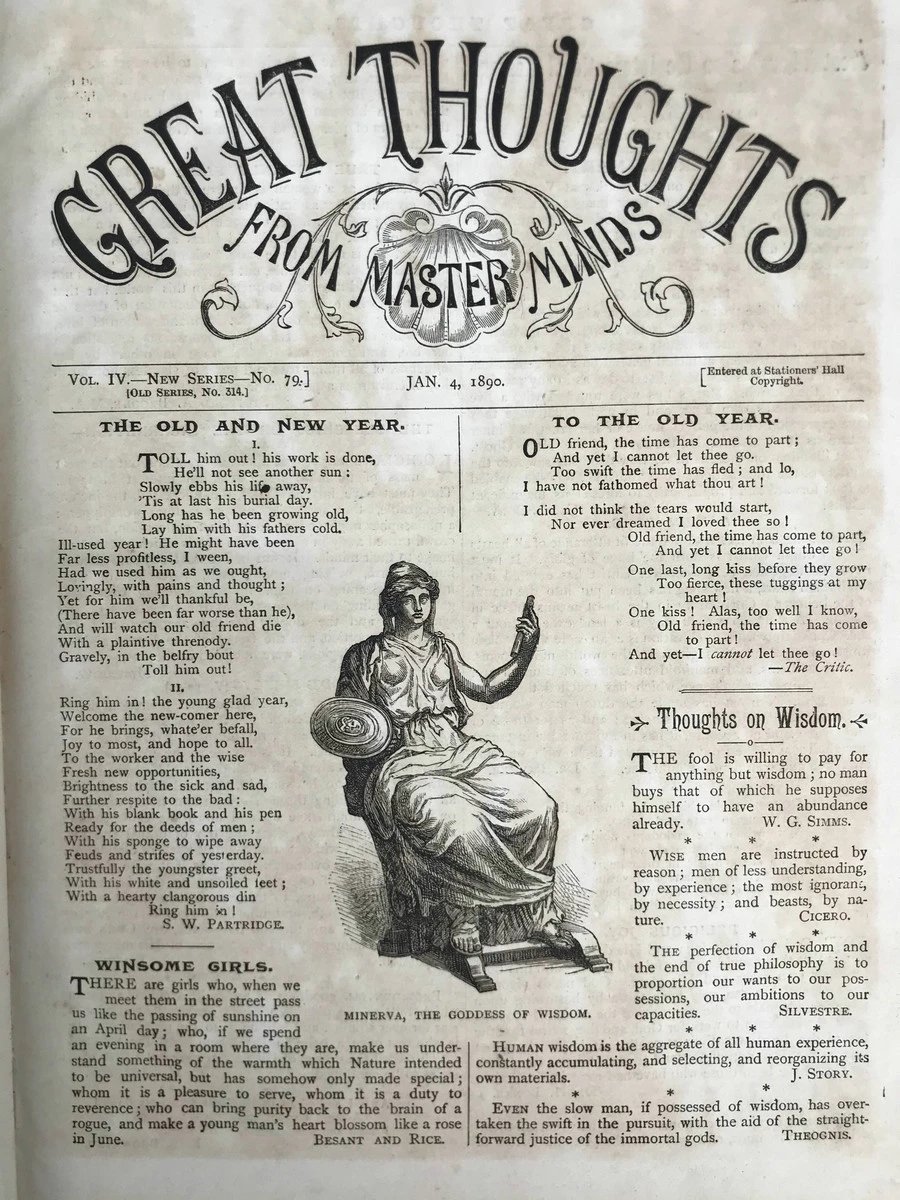 GREAT THOUGHTS
FROM MASTER MINDS
VOL. IV.—NEW SERIES—No. 79.]
[OLD SERIES, No. 314.]
JAN. 4, 1890.
[Entered at Stationers' Hall
Copyright.
THE OLD AND NEW YEAR.
I.
TOLL him out! his work is done,
He'll not see another sun:
Slowly ebbs his life away,
'Tis at last his burial day.
Long has he been growing old,
Lay him with his fathers cold.
Ill-used year! He might have been
Far less profitless, I ween,
Had we used him as we ought,
Lovingly, with pains and thought;
Yet for him we'll thankful be,
(There have been far worse than he),
And will watch our old friend die
With a plaintive threnody.
Gravely, in the belfry bout
Toll him out!
II.
Ring him in! the young glad year,
Welcome the new-comer here,
For he brings, whate'er befall,
Joy to most, and hope to all.
To the worker and the wise
Fresh new opportunities,
Brightness to the sick and sad,
Further respite to the bad:
With his blank book and his pen
Ready for the deeds of men;
With his sponge to wipe away
Feuds and strifes of yesterday.
Trustfully the youngster greet,
With his white and unsoiled feet;
With a hearty clangorous din
Ring him in!
S. W. PARTRIDGE.
WINSOME GIRLS.
THERE are girls who, when we
meet them in the street pass
us like the passing of sunshine on
an April day; who, if we spend
an evening in a room where they are, make us under-
stand something of the warmth which Nature intended
to be universal, but has somehow only made special;
whom it is a pleasure to serve, whom it is a duty to
reverence; who can bring purity back to the brain of a
rogue, and make a young man's heart blossom like a rose
in June. BESANT AND RICE.
MINERVA, THE GODDESS OF WISDOM.
TO THE OLD YEAR.
OLD friend, the time has come to part;
And yet I cannot let thee go.
Too swift the time has fled; and lo,
I have not fathomed what thou art!
I did not think the tears would start,
Nor ever dreamed I loved thee so!
Old friend, the time has come to part,
And yet I cannot let thee go!
One last, long kiss before they grow
Too fierce, these tuggings at my
heart!
One kiss! Alas, too well I know,
Old friend, the time has come
to part!
And yet—I cannot let thee go!
—The Critic.
Thoughts on Wisdom.
THE fool is willing to pay for
anything but wisdom; no man
buys that of which he supposes
himself to have an abundance
already. W. G. SIMMS.
* * *
WISE men are instructed by
reason; men of less understanding,
by experience; the most ignorant,
by necessity; and beasts, by na-
ture. CICERO.
* * *
THE perfection of wisdom and
the end of true philosophy is to
proportion our wants to our pos-
sessions, our ambitions to our
capacities. SILVESTRE.
* * *
HUMAN wisdom is the aggregate of all human experience,
constantly accumulating, and selecting, and reorganizing its
own materials. J. STORY.
* * *
EVEN the slow man, if possessed of wisdom, has over-
taken the swift in the pursuit, with the aid of the straight-
forward justice of the immortal gods. THEOGNIS.